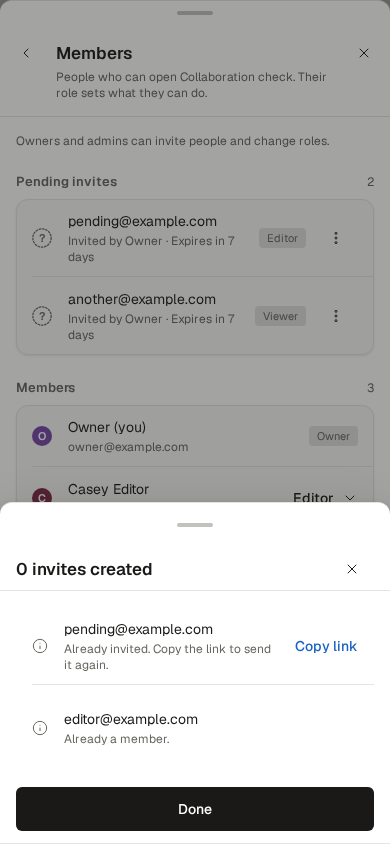 Members
People who can open Collaboration check. Their
role sets what they can do.
Owners and admins can invite people and change roles.
Pending invites
2
?
pending@example.com
Invited by Owner · Expires in 7
days
Editor
?
another@example.com
Invited by Owner · Expires in 7
days
Viewer
Members
3
O
Owner (you)
owner@example.com
Owner
C
Casey Editor
Editor
0 invites created
pending@example.com
Already invited. Copy the link to send
it again.
Copy link
editor@example.com
Already a member.
Done